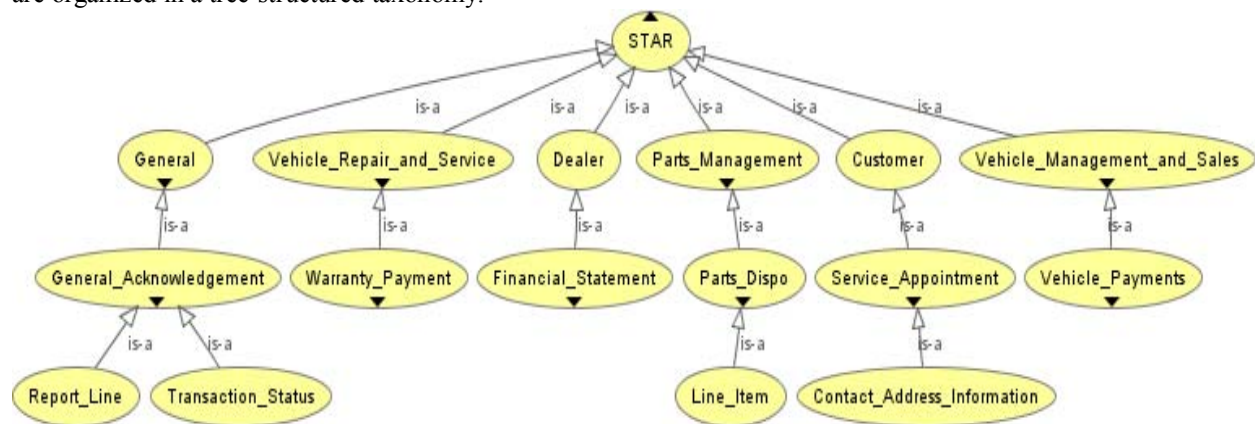 are organized in a tree-structured taxonomy.
STAR
is-a is-a is-a is-a is-a is-a
General Vehicle_Repair_and_Service Dealer Parts_Management Customer Vehicle_Management_and_Sales
is-a is-a is-a is-a is-a is-a
General_Acknowledgement Warranty_Payment Financial_Statement Parts_Dispo Service_Appointment Vehicle_Payments
is-a is-a is-a is-a
Report_Line Transaction_Status Line_Item Contact_Address_Information